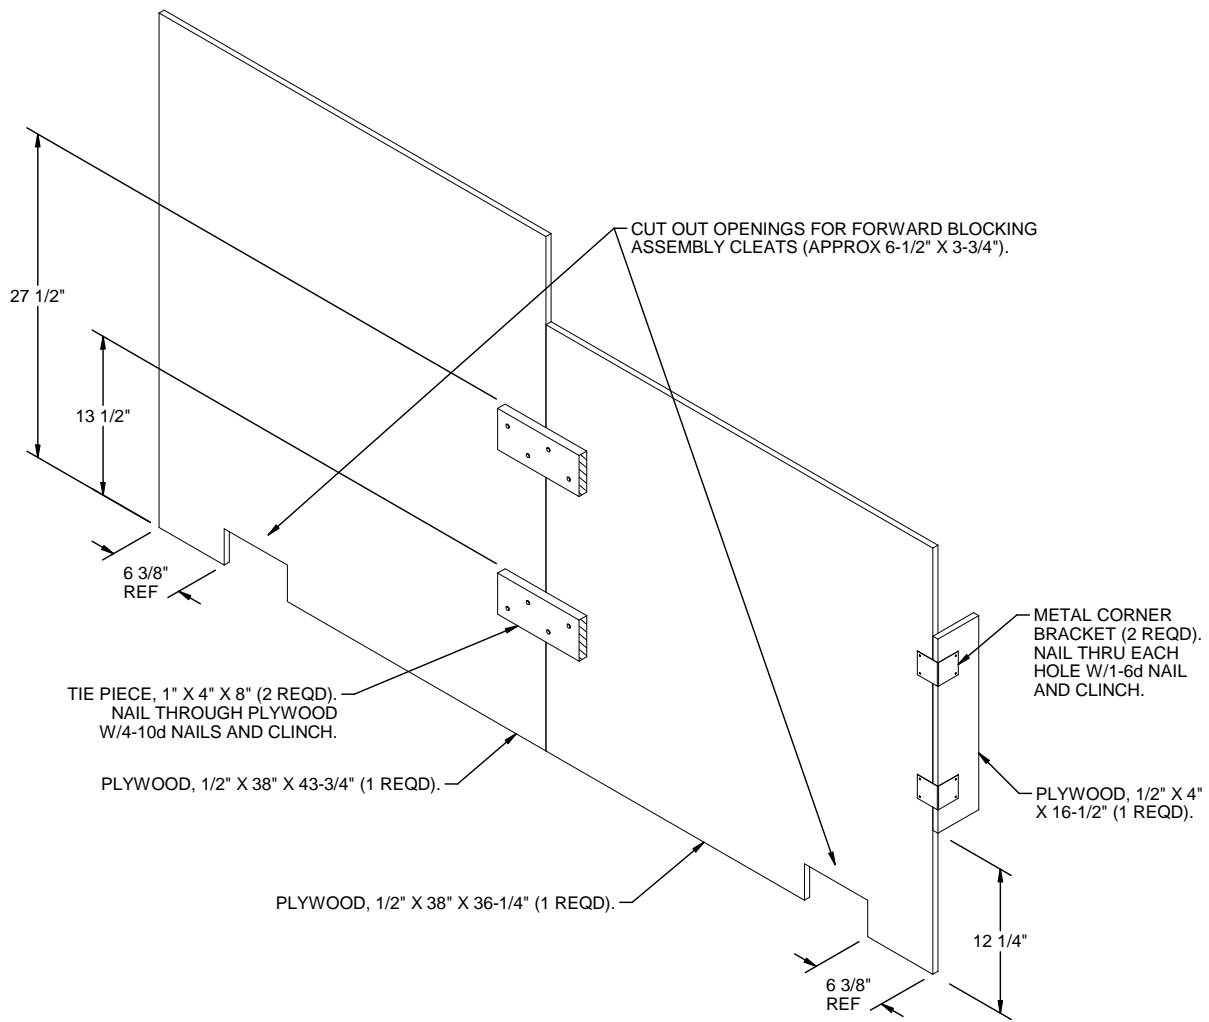 CUT OUT OPENINGS FOR FORWARD BLOCKING
ASSEMBLY CLEATS (APPROX 6-1/2" X 3-3/4").
27 1/2"
13 1/2"
6 3/8"
REF
METAL CORNER
BRACKET (2 REQD).
NAIL THRU EACH
HOLE W/1-6d NAIL
AND CLINCH.
TIE PIECE, 1" X 4" X 8" (2 REQD).
NAIL THROUGH PLYWOOD
W/4-10d NAILS AND CLINCH.
PLYWOOD, 1/2" X 38" X 43-3/4" (1 REQD).
PLYWOOD, 1/2" X 4"
X 16-1/2" (1 REQD).
PLYWOOD, 1/2" X 38" X 36-1/4" (1 REQD).
12 1/4"
6 3/8"
REF